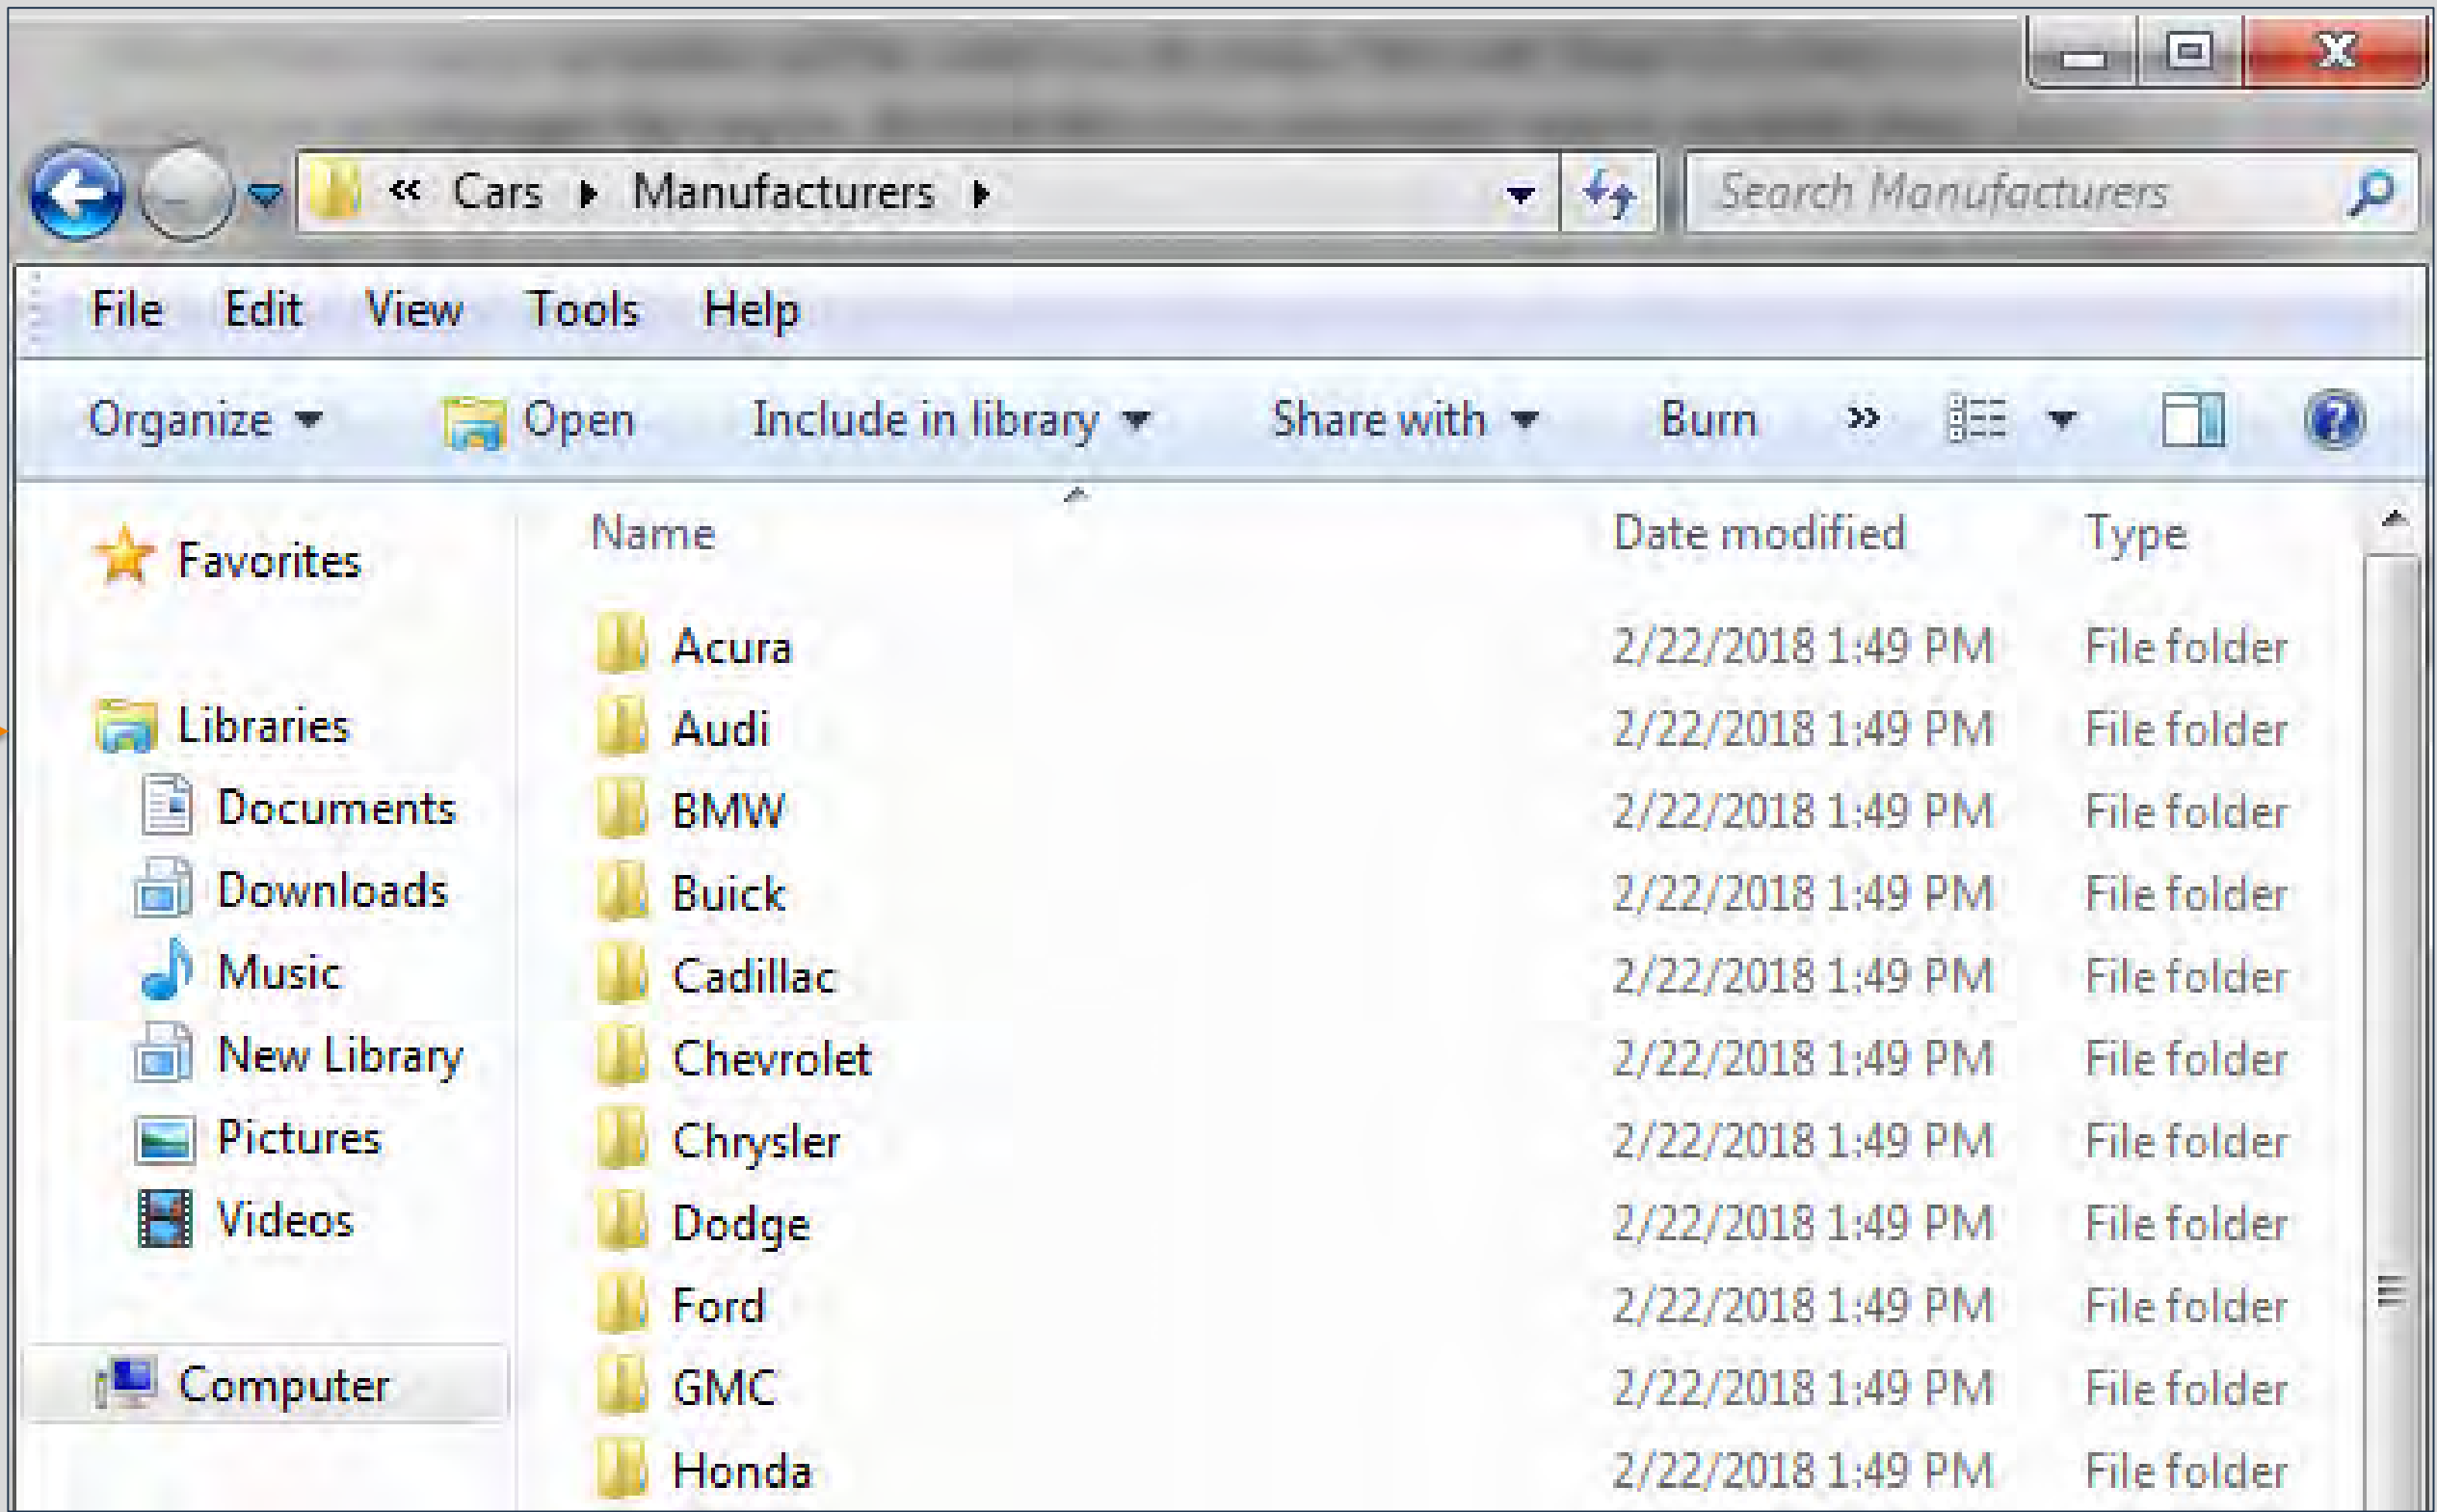 « Cars ▸ Manufacturers ▸ Search Manufacturers
File Edit View Tools Help
Organize Open Include in library Share with Burn »
Name Date modified Type
Favorites
Libraries
Documents
Downloads
Music
New Library
Pictures
Videos
Computer
Acura 2/22/2018 1:49 PM File folder
Audi 2/22/2018 1:49 PM File folder
BMW 2/22/2018 1:49 PM File folder
Buick 2/22/2018 1:49 PM File folder
Cadillac 2/22/2018 1:49 PM File folder
Chevrolet 2/22/2018 1:49 PM File folder
Chrysler 2/22/2018 1:49 PM File folder
Dodge 2/22/2018 1:49 PM File folder
Ford 2/22/2018 1:49 PM File folder
GMC 2/22/2018 1:49 PM File folder
Honda 2/22/2018 1:49 PM File folder